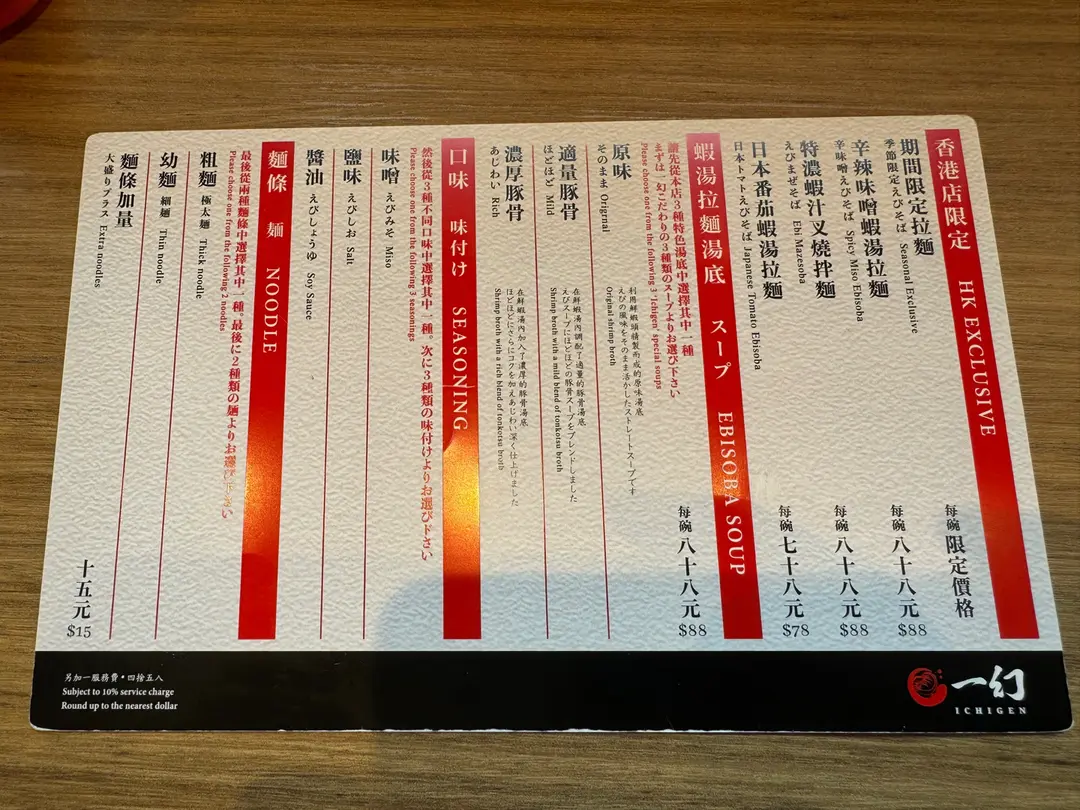 香港店限定 HK EXCLUSIVE
期間限定拉麵 每碗 限定價格
季節限定えびそば Seasonal Exclusive
辛辣味噌蝦湯拉麵 每碗 八十八元 $88
辛味噌えびそば Spicy Miso Ebisoba
特濃蝦汁叉燒拌麵 每碗 八十八元 $88
えびまぜそば Ebi Mazesoba
日本番茄蝦湯拉麵 每碗 七十八元 $78
日本トマトえびそば Japanese Tomato Ebisoba
蝦湯拉麵湯底 スープ EBISOBA SOUP
每碗 八十八元 $88
請先從本店3種特色湯底中選擇其中一種
まずは一幻こだわりの3種類のスープよりお選び下さい
Please choose one from the following 3 'Ichigen' special soups
原味
そのまま Original
利用鮮蝦頭精製而成的原味湯底
えびの風味をそのまま活かしたストレートスープです
Original shrimp broth
適量豚骨
ほどほど Mild
在鮮蝦湯內調配了適量的豚骨湯底
えびスープにほどほどの豚骨スープをブレンドしました
Shrimp broth with a mild blend of tonkotsu broth
濃厚豚骨
あじわい Rich
在鮮蝦湯內加入了濃厚的豚骨湯底
ほどほどにさらにコクを加えあじわい深く仕上げました
Shrimp broth with a rich blend of tonkotsu broth
口味 味付け SEASONING
然後從3種不同口味中選擇其中一種。次に3種類の味付けよりお選び下さい
Please choose one from the following 3 seasonings
味噌 えびみそ Miso
鹽味 えびしお Salt
醬油 えびしょうゆ Soy Sauce
麵條 麺 NOODLE
最後從兩種麵條中選擇其中一種。最後に2種類の麺よりお選び下さい
Please choose one from the following 2 noodles
粗麵 極太麺 Thick noodle
幼麵 細麺 Thin noodle
麵條加量 十五元 $15
大盛りプラス Extra noodles
另加一服務費•四捨五入
Subject to 10% service charge
Round up to the nearest dollar
一幻
ICHIGEN